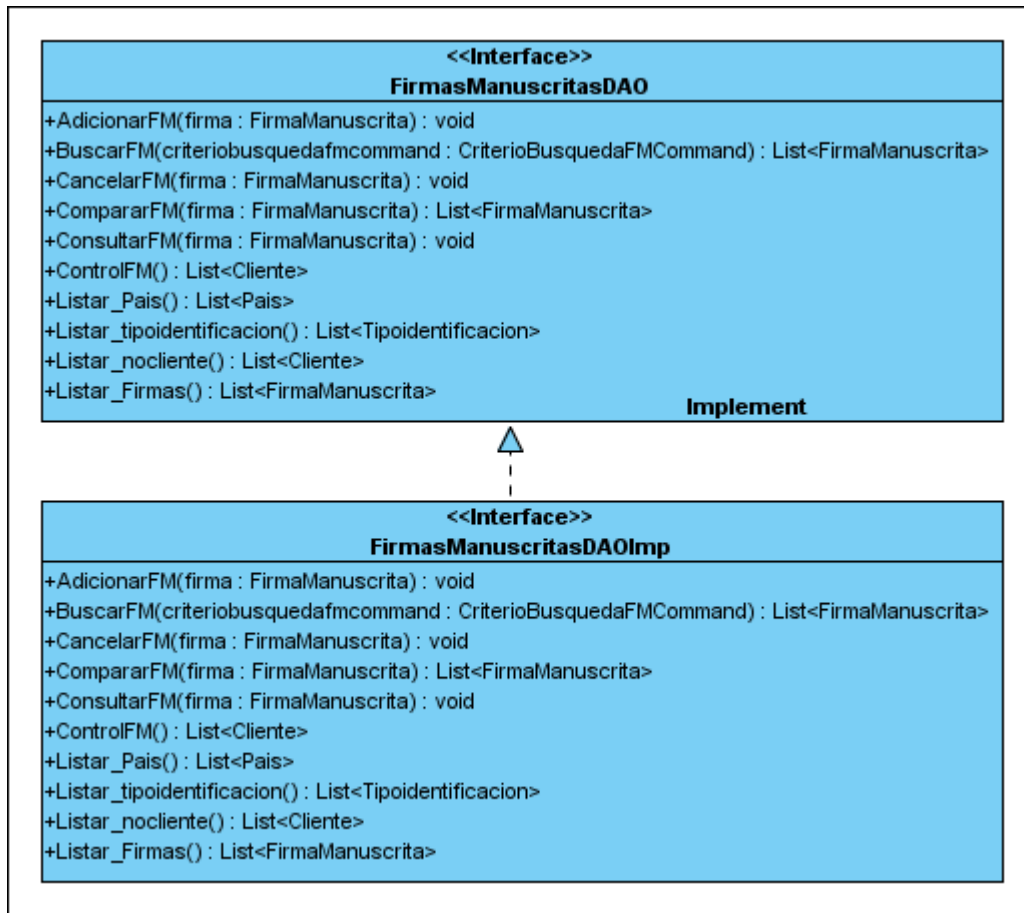 <<Interface>>
FirmasManuscritasDAO
+AdicionarFM(firma : FirmaManuscrita) : void
+BuscarFM(criteriobusquedafmcommand : CriterioBusquedaFMCommand) : List<FirmaManuscrita>
+CancelarFM(firma : FirmaManuscrita) : void
+CompararFM(firma : FirmaManuscrita) : List<FirmaManuscrita>
+ConsultarFM(firma : FirmaManuscrita) : void
+ControlFM() : List<Cliente>
+Listar_Pais() : List<Pais>
+Listar_tipoidentificacion() : List<Tipoidentificacion>
+Listar_nocliente() : List<Cliente>
+Listar_Firmas() : List<FirmaManuscrita>
Implement
<<Interface>>
FirmasManuscritasDAOImp
+AdicionarFM(firma : FirmaManuscrita) : void
+BuscarFM(criteriobusquedafmcommand : CriterioBusquedaFMCommand) : List<FirmaManuscrita>
+CancelarFM(firma : FirmaManuscrita) : void
+CompararFM(firma : FirmaManuscrita) : List<FirmaManuscrita>
+ConsultarFM(firma : FirmaManuscrita) : void
+ControlFM() : List<Cliente>
+Listar_Pais() : List<Pais>
+Listar_tipoidentificacion() : List<Tipoidentificacion>
+Listar_nocliente() : List<Cliente>
+Listar_Firmas() : List<FirmaManuscrita>